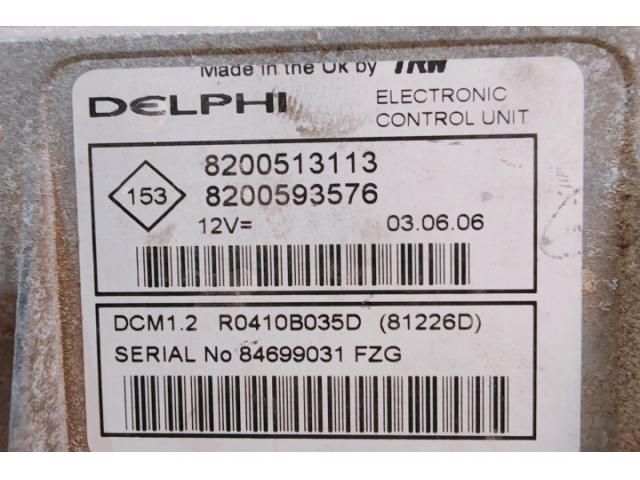 Made in the UK by TRW
DELPHI
ELECTRONIC
CONTROL UNIT
153
8200513113
8200593576
12V= 03.06.06
DCM1.2 R0410B035D (81226D)
SERIAL No 84699031 FZG